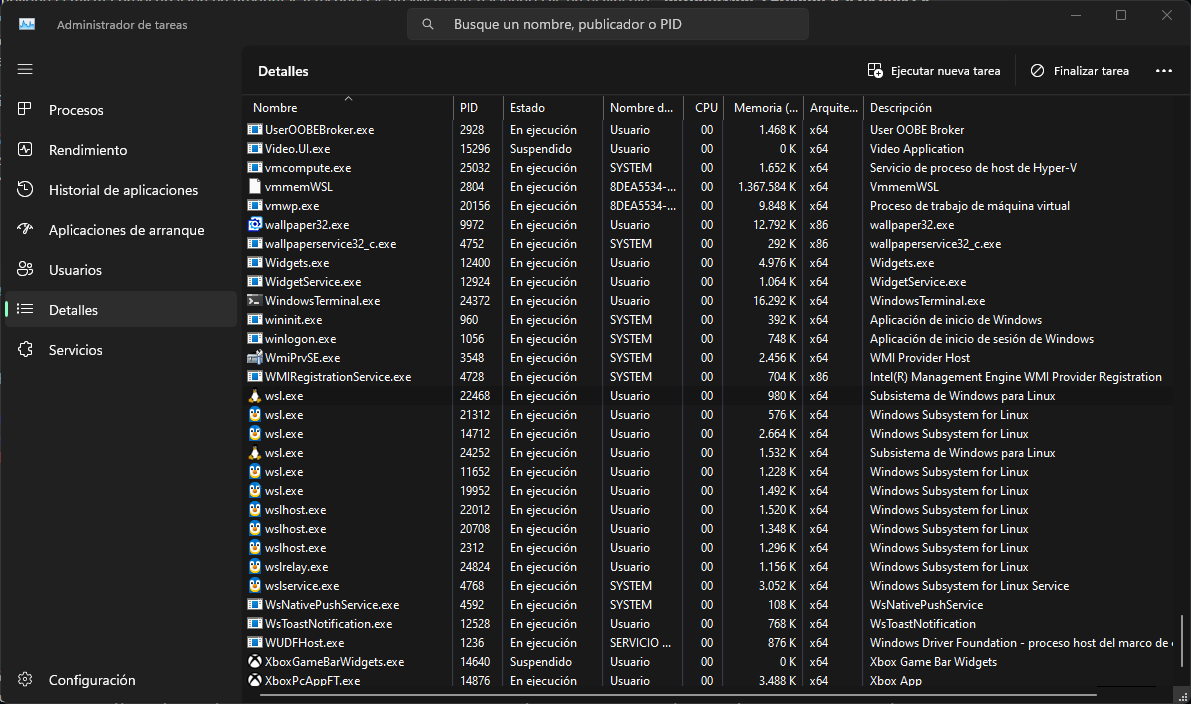 Administrador de tareas
Busque un nombre, publicador o PID
Detalles
Ejecutar nueva tarea
Finalizar tarea
Procesos
Rendimiento
Historial de aplicaciones
Aplicaciones de arranque
Usuarios
Detalles
Servicios
Configuración
Nombre PID Estado Nombre d... CPU Memoria (... Arquite... Descripción
UserOOBEBroker.exe 2928 En ejecución Usuario 00 1.468 K x64 User OOBE Broker
Video.UI.exe 15296 Suspendido Usuario 00 0 K x64 Video Application
vmcompute.exe 25032 En ejecución SYSTEM 00 1.652 K x64 Servicio de proceso de host de Hyper-V
vmmemWSL 2804 En ejecución 8DEA5534-... 00 1.367.584 K x64 VmmemWSL
vmwp.exe 20156 En ejecución 8DEA5534-... 00 9.848 K x64 Proceso de trabajo de máquina virtual
wallpaper32.exe 9972 En ejecución Usuario 00 12.792 K x86 wallpaper32.exe
wallpaperservice32_c.exe 4752 En ejecución SYSTEM 00 292 K x86 wallpaperservice32_c.exe
Widgets.exe 12400 En ejecución Usuario 00 4.976 K x64 Widgets.exe
WidgetService.exe 12924 En ejecución Usuario 00 1.064 K x64 WidgetService.exe
WindowsTerminal.exe 24372 En ejecución Usuario 00 16.292 K x64 WindowsTerminal.exe
wininit.exe 960 En ejecución SYSTEM 00 392 K x64 Aplicación de inicio de Windows
winlogon.exe 1056 En ejecución SYSTEM 00 748 K x64 Aplicación de inicio de sesión de Windows
WmiPrvSE.exe 3548 En ejecución SYSTEM 00 2.456 K x64 WMI Provider Host
WMIRegistrationService.exe 4728 En ejecución SYSTEM 00 704 K x86 Intel(R) Management Engine WMI Provider Registration
wsl.exe 22468 En ejecución Usuario 00 980 K x64 Subsistema de Windows para Linux
wsl.exe 21312 En ejecución Usuario 00 576 K x64 Windows Subsystem for Linux
wsl.exe 14712 En ejecución Usuario 00 2.664 K x64 Windows Subsystem for Linux
wsl.exe 24252 En ejecución Usuario 00 1.532 K x64 Subsistema de Windows para Linux
wsl.exe 11652 En ejecución Usuario 00 1.228 K x64 Windows Subsystem for Linux
wsl.exe 19952 En ejecución Usuario 00 1.492 K x64 Windows Subsystem for Linux
wslhost.exe 22012 En ejecución Usuario 00 1.520 K x64 Windows Subsystem for Linux
wslhost.exe 20708 En ejecución Usuario 00 1.348 K x64 Windows Subsystem for Linux
wslhost.exe 2312 En ejecución Usuario 00 1.296 K x64 Windows Subsystem for Linux
wslrelay.exe 24824 En ejecución Usuario 00 1.156 K x64 Windows Subsystem for Linux
wslservice.exe 4768 En ejecución SYSTEM 00 3.052 K x64 Windows Subsystem for Linux Service
WsNativePushService.exe 4592 En ejecución SYSTEM 00 108 K x64 WsNativePushService
WsToastNotification.exe 12528 En ejecución Usuario 00 768 K x64 WsToastNotification
WUDFHost.exe 1236 En ejecución SERVICIO ... 00 876 K x64 Windows Driver Foundation - proceso host del marco de
XboxGameBarWidgets.exe 14640 Suspendido Usuario 00 0 K x64 Xbox Game Bar Widgets
XboxPcAppFT.exe 14876 En ejecución Usuario 00 3.488 K x64 Xbox App